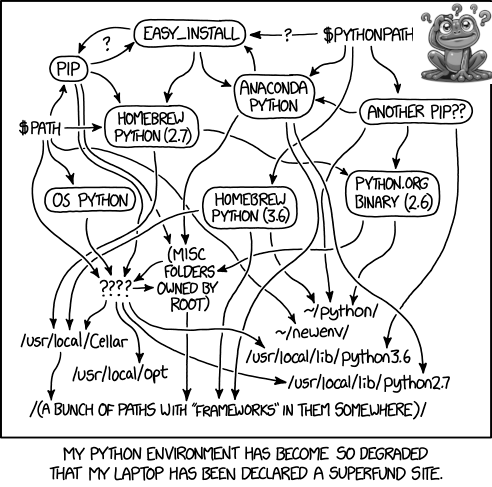 EASY_INSTALL
?
$PYTHONPATH
? ? ? ?
?
PIP
ANACONDA
PYTHON
ANOTHER PIP??
HOMEBREW
PYTHON (2.7)
$PATH
PYTHON.ORG
BINARY (2.6)
OS PYTHON
HOMEBREW
PYTHON (3.6)
(MISC
FOLDERS
OWNED BY
ROOT)
????
~/python/
~/newenv/
/usr/local/Cellar
/usr/local/lib/python3.6
/usr/local/opt
/usr/local/lib/python2.7
/(A BUNCH OF PATHS WITH "FRAMEWORKS" IN THEM SOMEWHERE)/
MY PYTHON ENVIRONMENT HAS BECOME SO DEGRADED
THAT MY LAPTOP HAS BEEN DECLARED A SUPERFUND SITE.